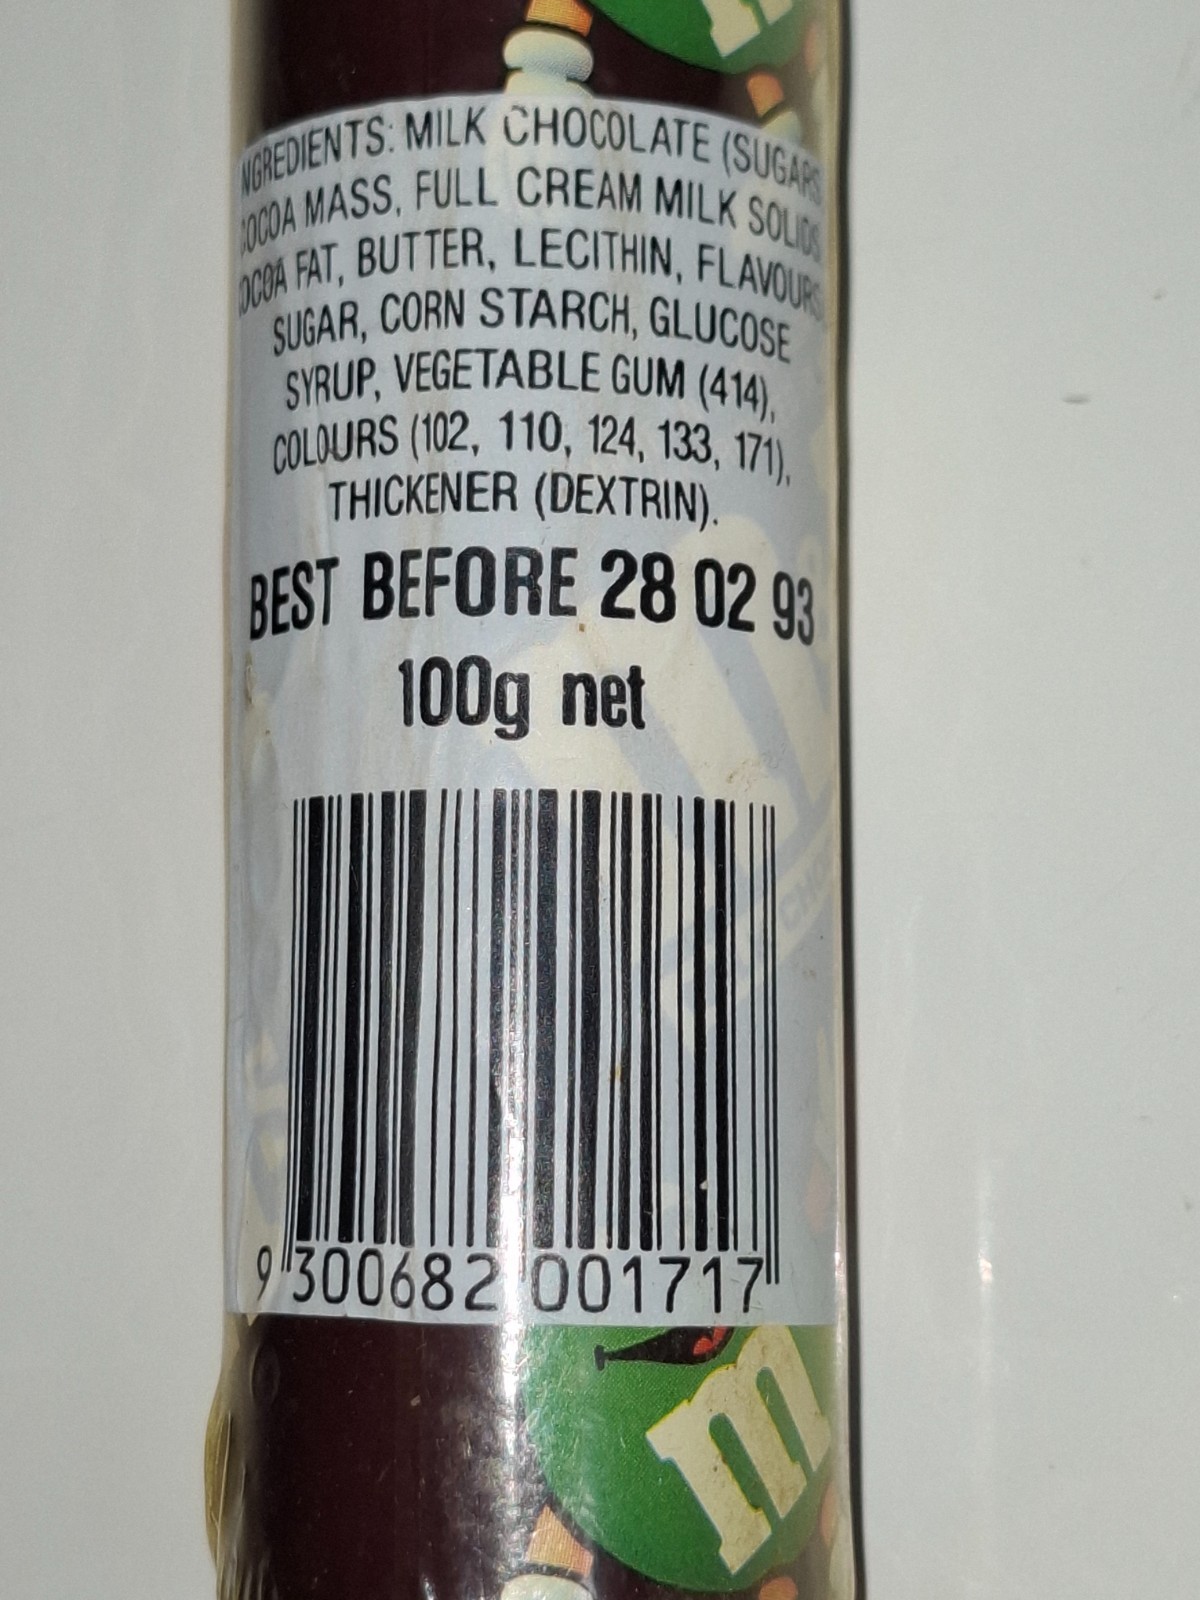 m
INGREDIENTS: MILK CHOCOLATE (SUGARS
COCOA MASS, FULL CREAM MILK SOLIDS
COCOA FAT, BUTTER, LECITHIN, FLAVOURS
SUGAR, CORN STARCH, GLUCOSE
SYRUP, VEGETABLE GUM (414),
COLOURS (102, 110, 124, 133, 171),
THICKENER (DEXTRIN).
BEST BEFORE 28 02 93
100g net
9 300682 001717
m